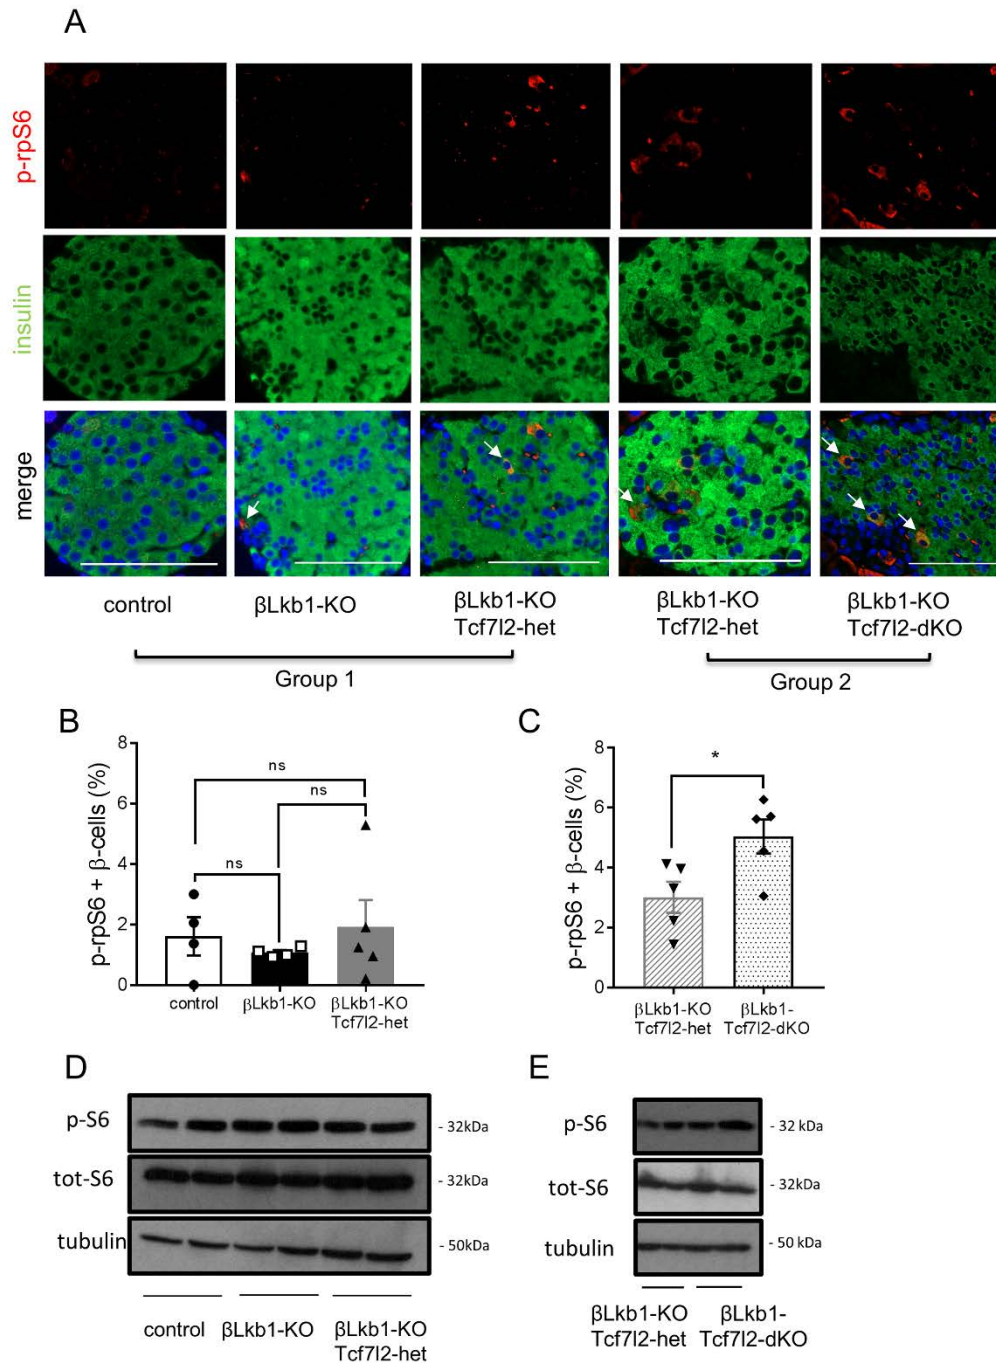 A
p-rpS6
insulin
merge
control
βLkb1-KO
βLkb1-KO
Tcf7l2-het
βLkb1-KO
Tcf7l2-het
βLkb1-KO
Tcf7l2-dKO
Group 1
Group 2
B
p-rpS6 + β-cells (%)
8
6
4
2
0
ns
ns
ns
control
βLkb1-KO
βLkb1-KO
Tcf7l2-het
C
p-rpS6 + β-cells (%)
8
6
4
2
0
*
βLkb1-KO
Tcf7l2-het
βLkb1-
Tcf7l2-dKO
D
p-S6
- 32kDa
tot-S6
- 32kDa
tubulin
- 50kDa
control
βLkb1-KO
βLkb1-KO
Tcf7l2-het
E
p-S6
- 32 kDa
tot-S6
- 32kDa
tubulin
- 50 kDa
βLkb1-KO
Tcf7l2-het
βLkb1-
Tcf7l2-dKO